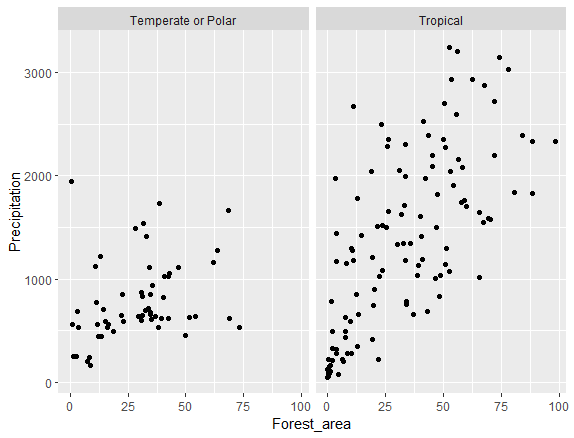 Temperate or Polar
Tropical
3000
2000
1000
0
Precipitation
0 25 50 75 100
0 25 50 75 100
Forest_area